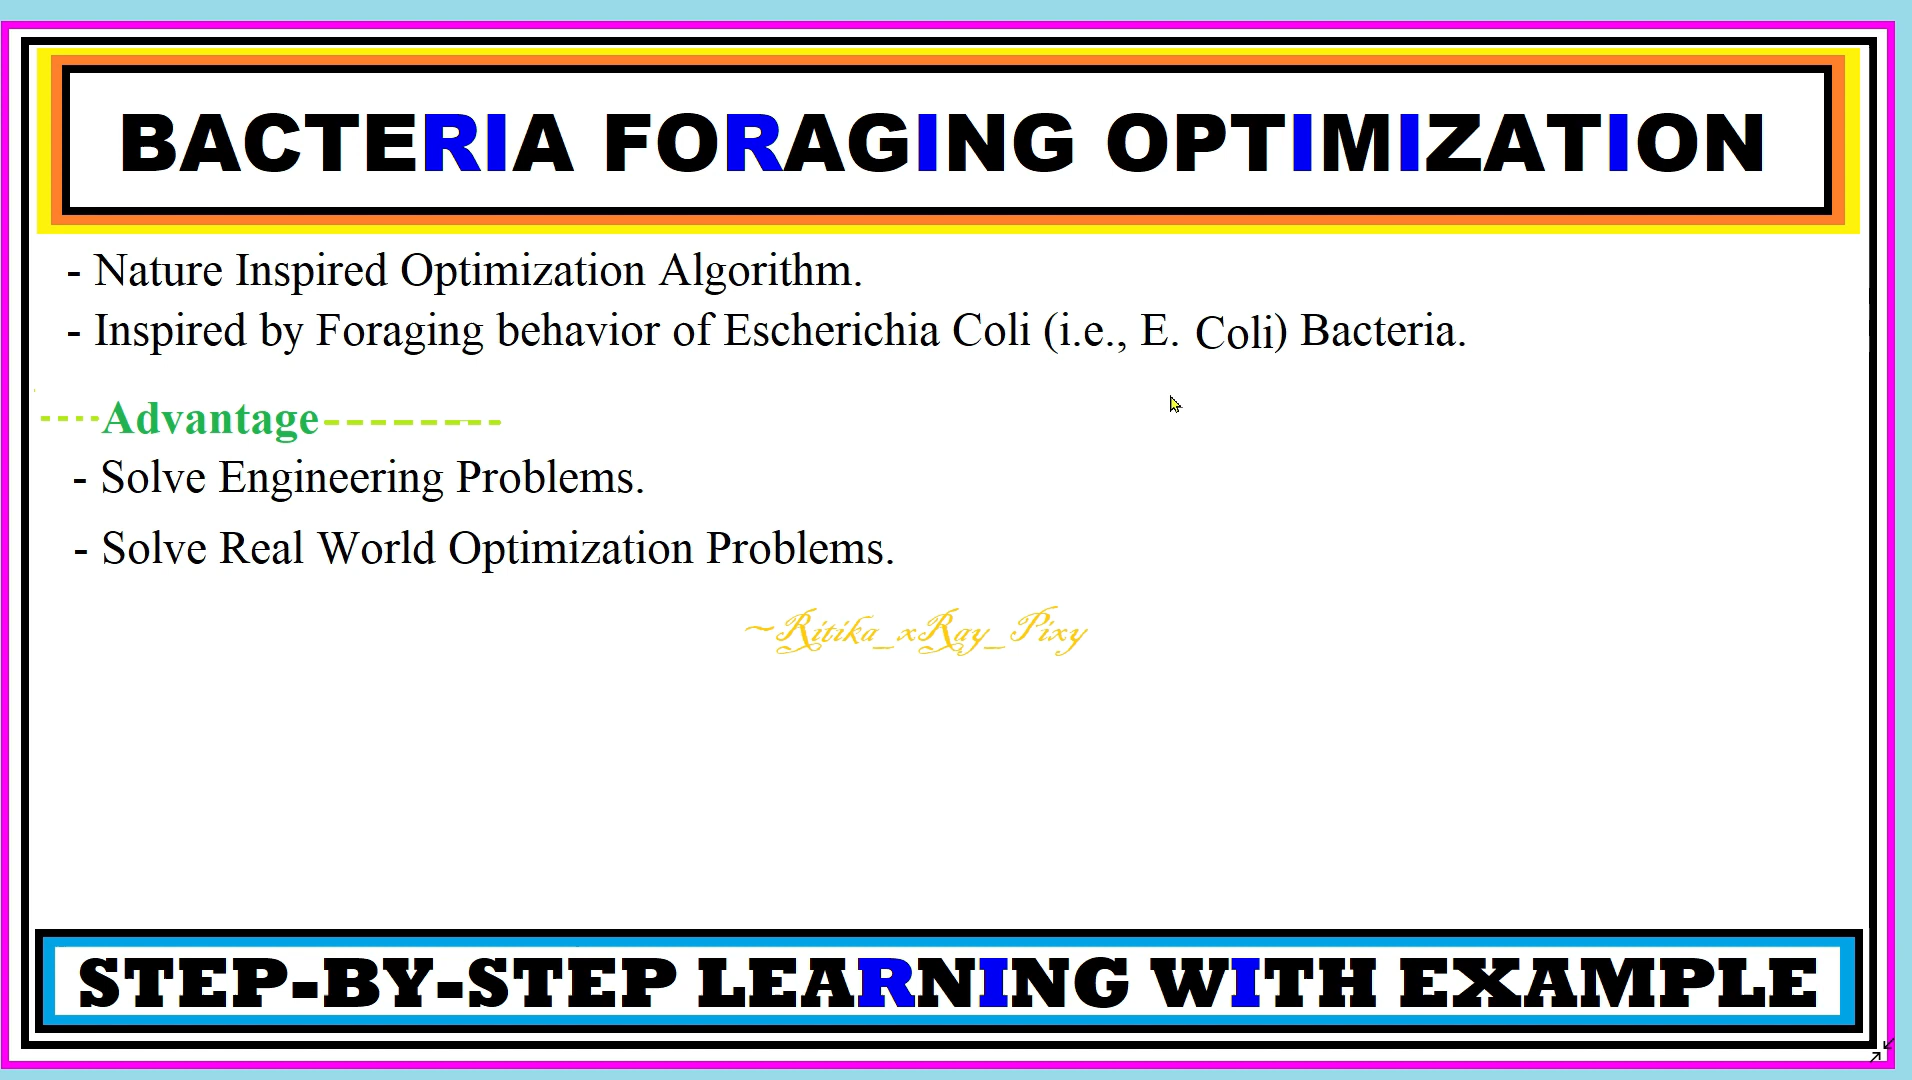 BACTERIA FORAGING OPTIMIZATION
- Nature Inspired Optimization Algorithm.
- Inspired by Foraging behavior of Escherichia Coli (i.e., E. Coli) Bacteria.
----Advantage--------
- Solve Engineering Problems.
- Solve Real World Optimization Problems.
~Ritika_xRay_Pixy
STEP-BY-STEP LEARNING WITH EXAMPLE